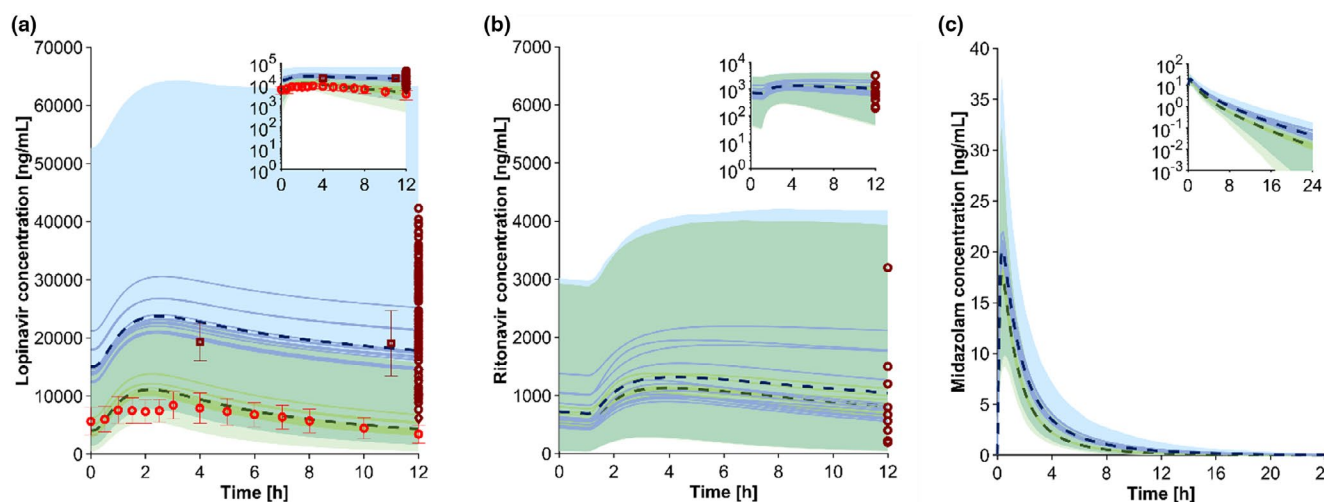 (a)
Lopinavir concentration [ng/mL]
70000
60000
50000
40000
30000
20000
10000
0
0 2 4 6 8 10 12
Time [h]
10^5
10^4
10^3
10^2
10^1
10^0
0 4 8 12
(b)
Ritonavir concentration [ng/mL]
7000
6000
5000
4000
3000
2000
1000
0
0 2 4 6 8 10 12
Time [h]
10^4
10^3
10^2
10^1
10^0
0 4 8 12
(c)
Midazolam concentration [ng/mL]
40
35
30
25
20
15
10
5
0
0 4 8 12 16 20 24
Time [h]
10^2
10^1
10^0
10^-1
10^-2
10^-3
0 8 16 24